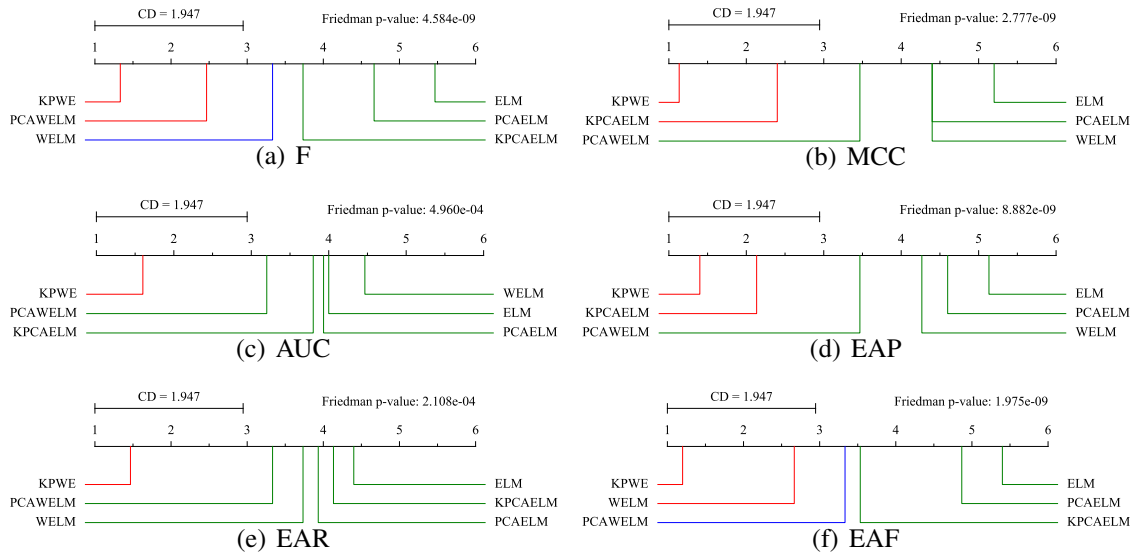 CD = 1.947
Friedman p-value: 4.584e-09
1 2 3 4 5 6
KPWE
PCAWELM
WELM
ELM
PCAELM
KPCAELM
(a) F
CD = 1.947
Friedman p-value: 2.777e-09
1 2 3 4 5 6
KPWE
KPCAELM
PCAWELM
ELM
PCAELM
WELM
(b) MCC
CD = 1.947
Friedman p-value: 4.960e-04
1 2 3 4 5 6
KPWE
PCAWELM
KPCAELM
WELM
ELM
PCAELM
(c) AUC
CD = 1.947
Friedman p-value: 8.882e-09
1 2 3 4 5 6
KPWE
KPCAELM
PCAWELM
ELM
PCAELM
WELM
(d) EAP
CD = 1.947
Friedman p-value: 2.108e-04
1 2 3 4 5 6
KPWE
PCAWELM
WELM
ELM
KPCAELM
PCAELM
(e) EAR
CD = 1.947
Friedman p-value: 1.975e-09
1 2 3 4 5 6
KPWE
WELM
PCAWELM
ELM
PCAELM
KPCAELM
(f) EAF